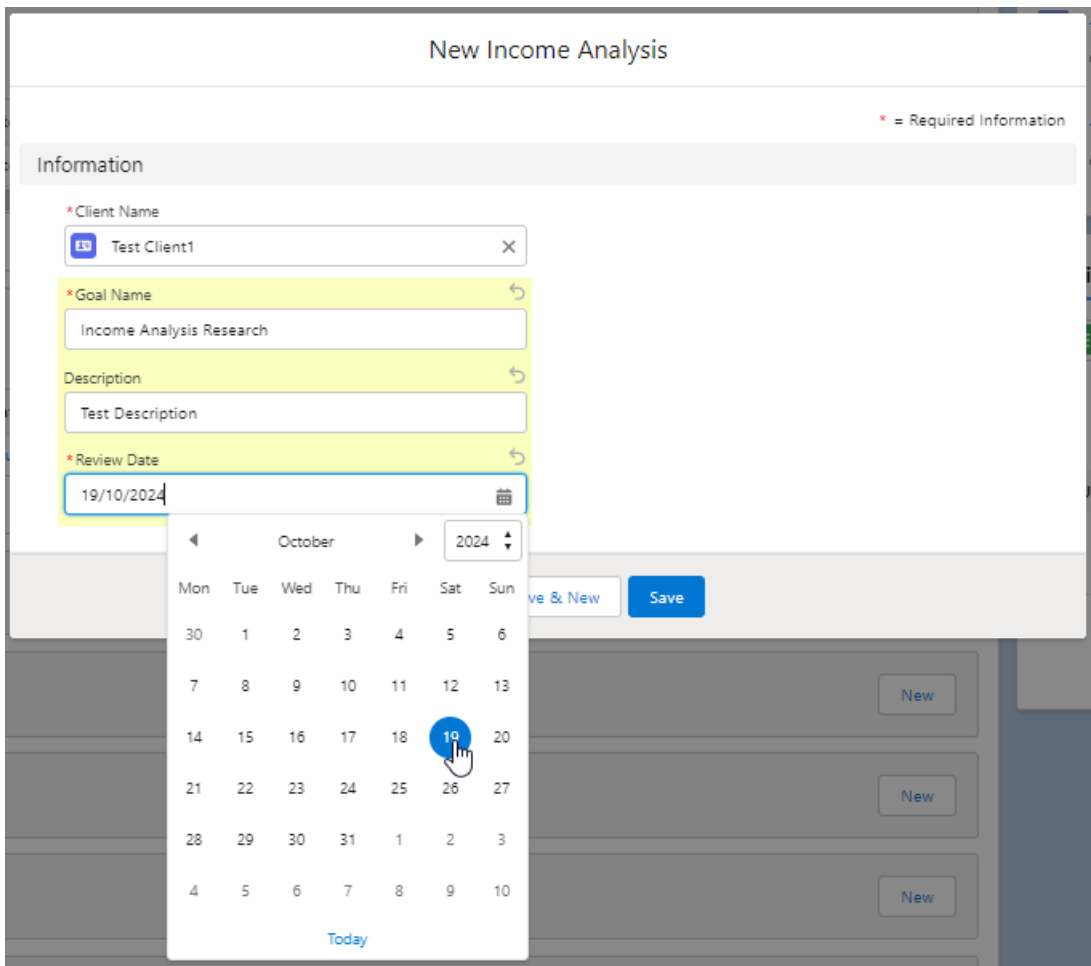 New Income Analysis
* = Required Information
Information
*Client Name
Test Client1
*Goal Name
Income Analysis Research
Description
Test Description
*Review Date
19/10/2024
October 2024
Mon Tue Wed Thu Fri Sat Sun
ve & New Save
30 1 2 3 4 5 6
7 8 9 10 11 12 13
New
14 15 16 17 18 19 20
21 22 23 24 25 26 27
New
28 29 30 31 1 2 3
4 5 6 7 8 9 10
New
Today